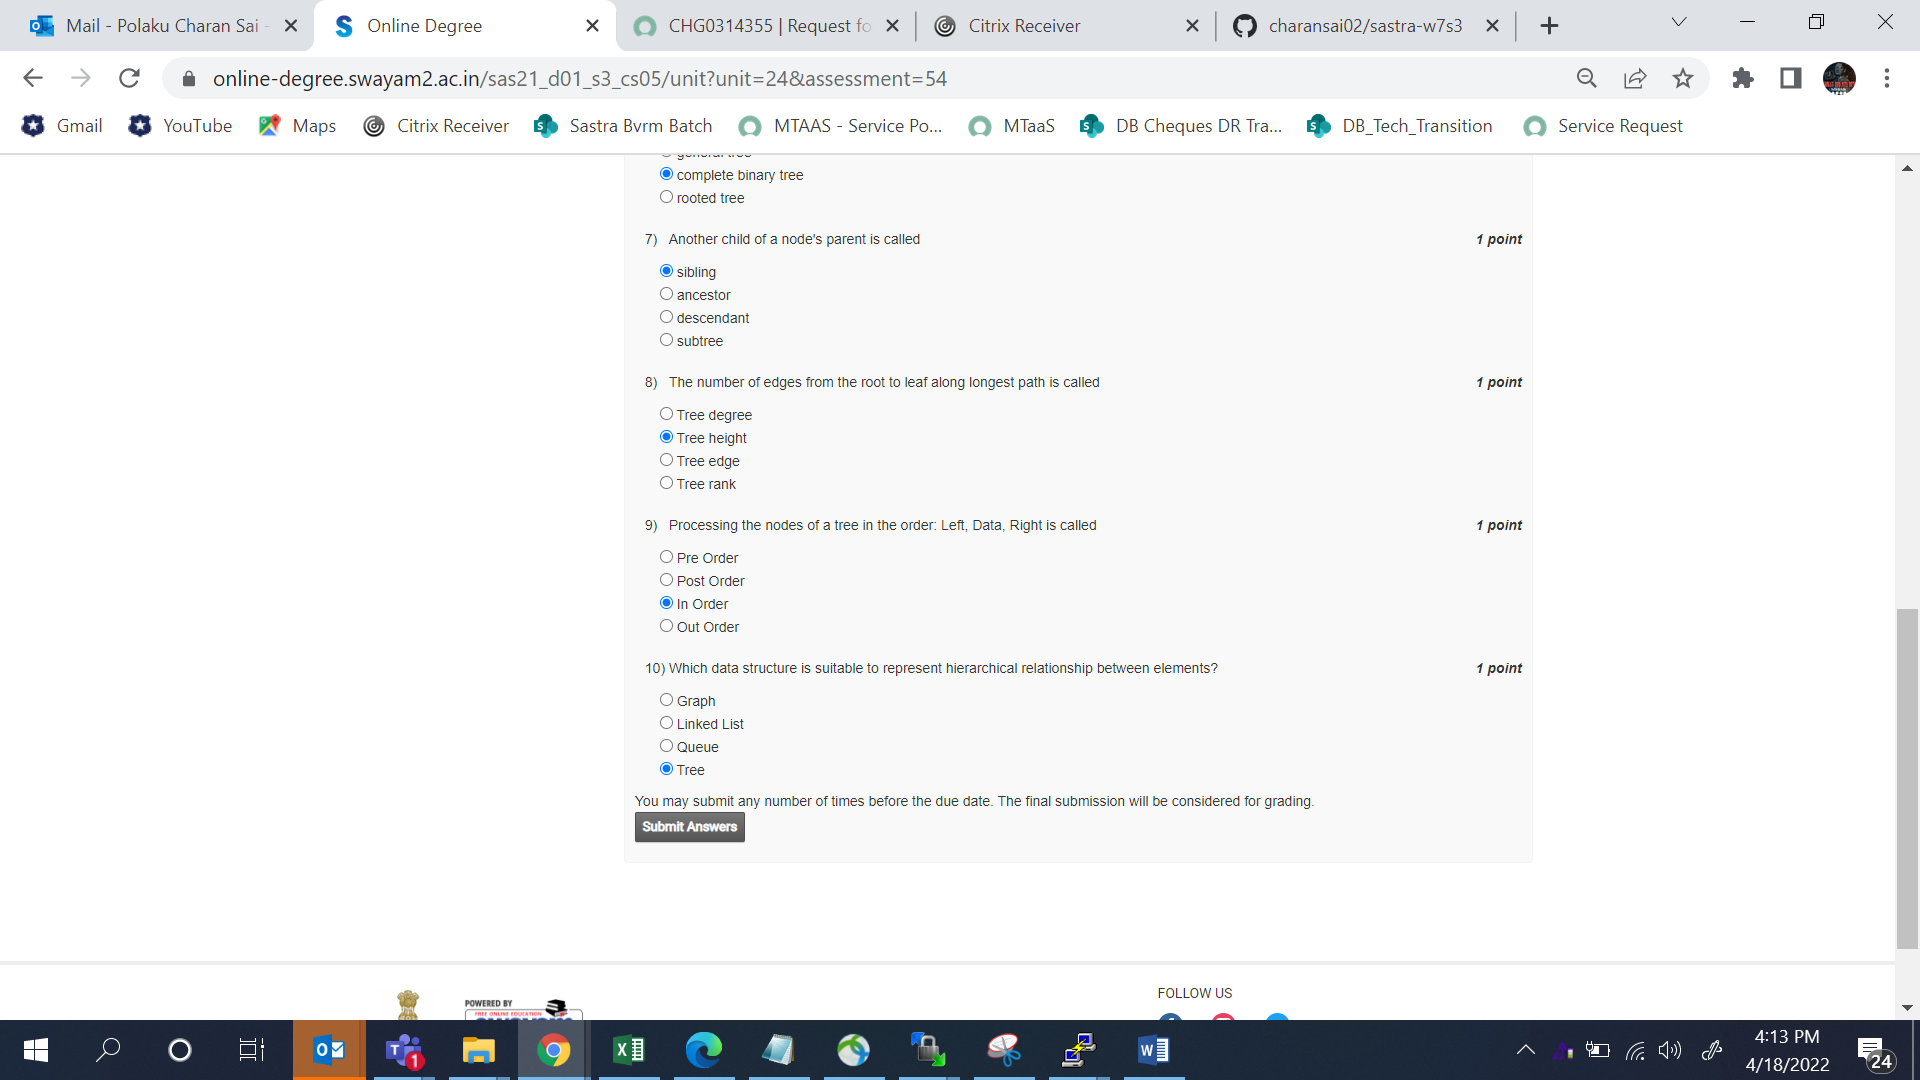 Mail - Polaku Charan Sai -
Online Degree
CHG0314355 | Request fo
Citrix Receiver
charansai02/sastra-w7s3
online-degree.swayam2.ac.in/sas21_d01_s3_cs05/unit?unit=24&assessment=54
Gmail
YouTube
Maps
Citrix Receiver
Sastra Bvrm Batch
MTAAS - Service Po...
MTaaS
DB Cheques DR Tra...
DB_Tech_Transition
Service Request
general tree
complete binary tree
rooted tree
7) Another child of a node's parent is called 1 point
sibling
ancestor
descendant
subtree
8) The number of edges from the root to leaf along longest path is called 1 point
Tree degree
Tree height
Tree edge
Tree rank
9) Processing the nodes of a tree in the order: Left, Data, Right is called 1 point
Pre Order
Post Order
In Order
Out Order
10) Which data structure is suitable to represent hierarchical relationship between elements? 1 point
Graph
Linked List
Queue
Tree
You may submit any number of times before the due date. The final submission will be considered for grading.
Submit Answers
POWERED BY
FREE ONLINE EDUCATION
FOLLOW US
1
4:13 PM
4/18/2022
24